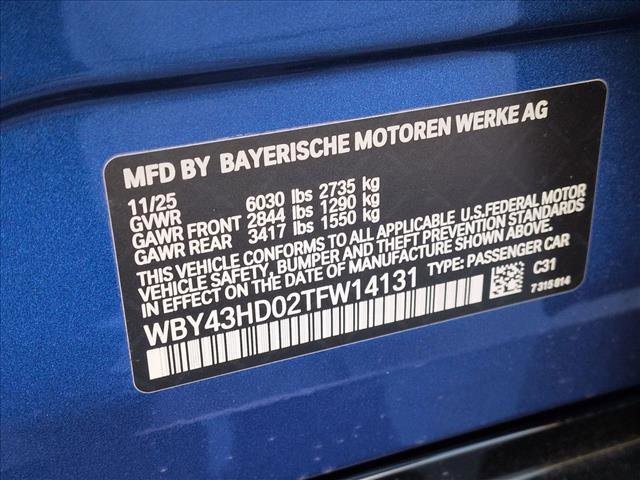 MFD BY BAYERISCHE MOTOREN WERKE AG
11/25
GVWR 6030 lbs 2735 kg
GAWR FRONT 2844 lbs 1290 kg
GAWR REAR 3417 lbs 1550 kg
THIS VEHICLE CONFORMS TO ALL APPLICABLE U.S.FEDERAL MOTOR
VEHICLE SAFETY, BUMPER AND THEFT PREVENTION STANDARDS
IN EFFECT ON THE DATE OF MANUFACTURE SHOWN ABOVE.
WBY43HD02TFW14131 TYPE: PASSENGER CAR
C31
7315014